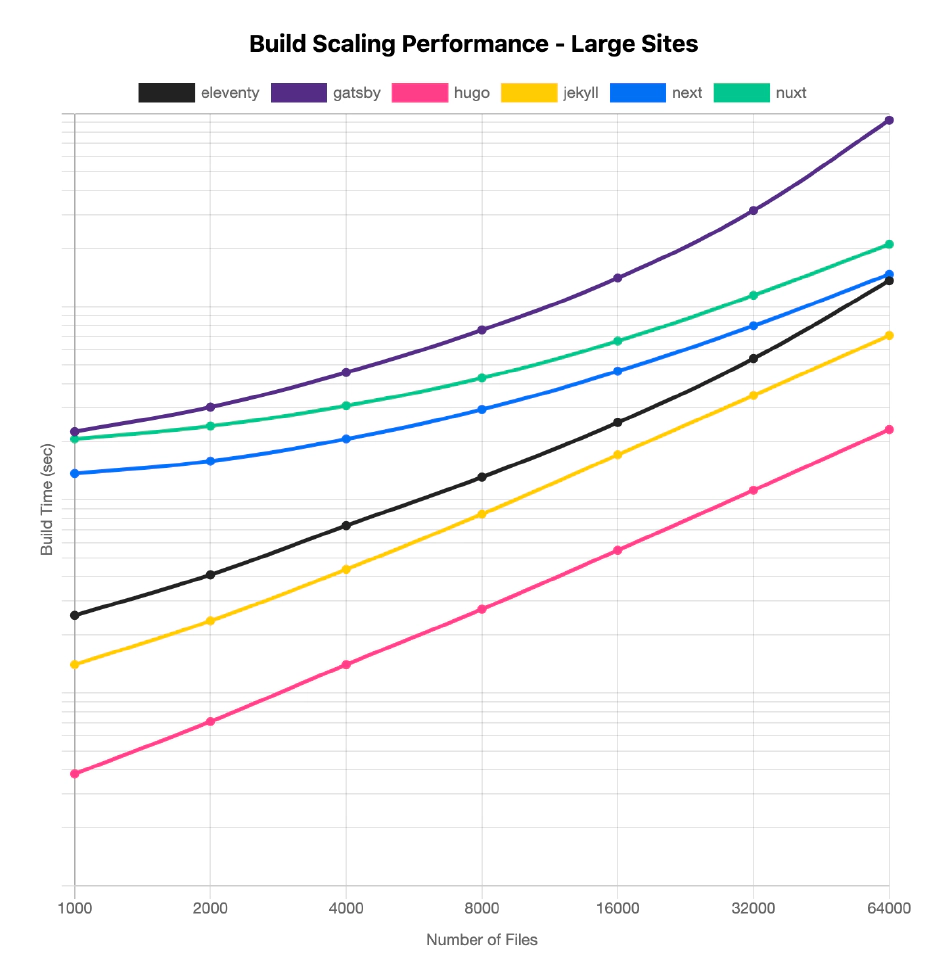 Build Scaling Performance - Large Sites
eleventy gatsby hugo jekyll next nuxt
Build Time (sec)
1000 2000 4000 8000 16000 32000 64000
Number of Files